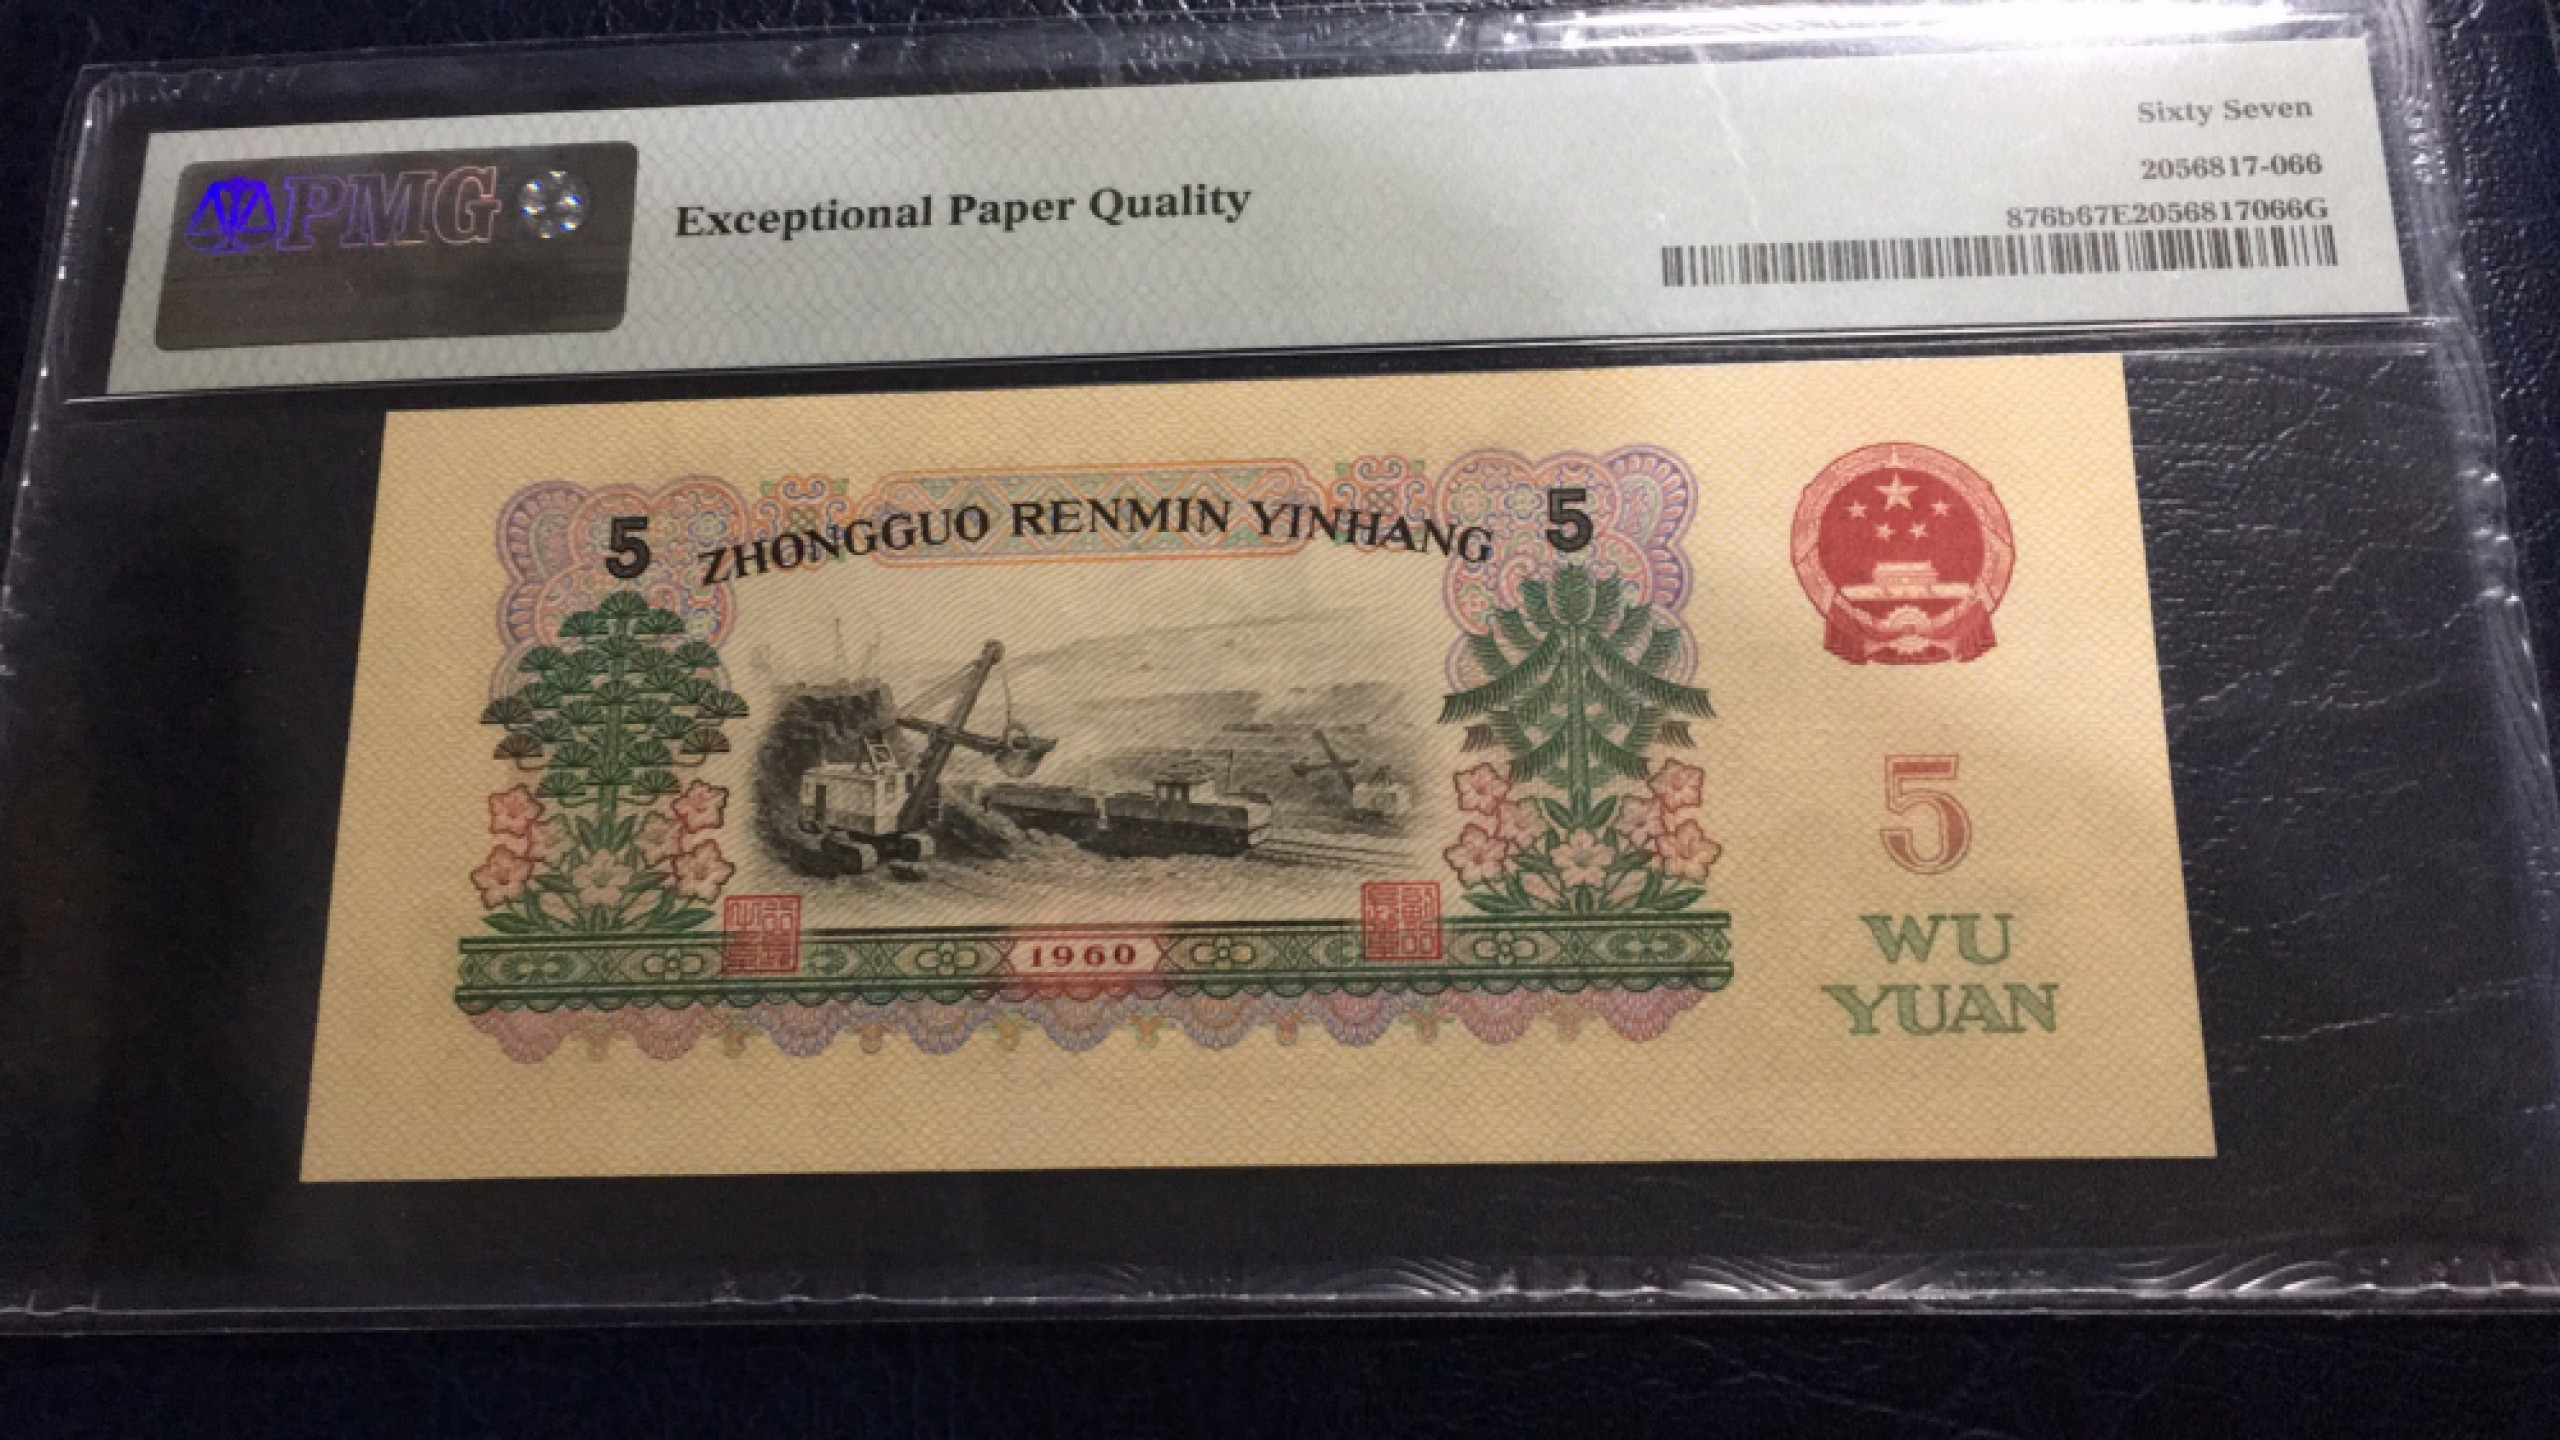 PMG
Exceptional Paper Quality
Sixty Seven
2056817-066
876b67E2056817066G
5 ZHONGGUO RENMIN YINHANG 5
1960
5
WU
YUAN